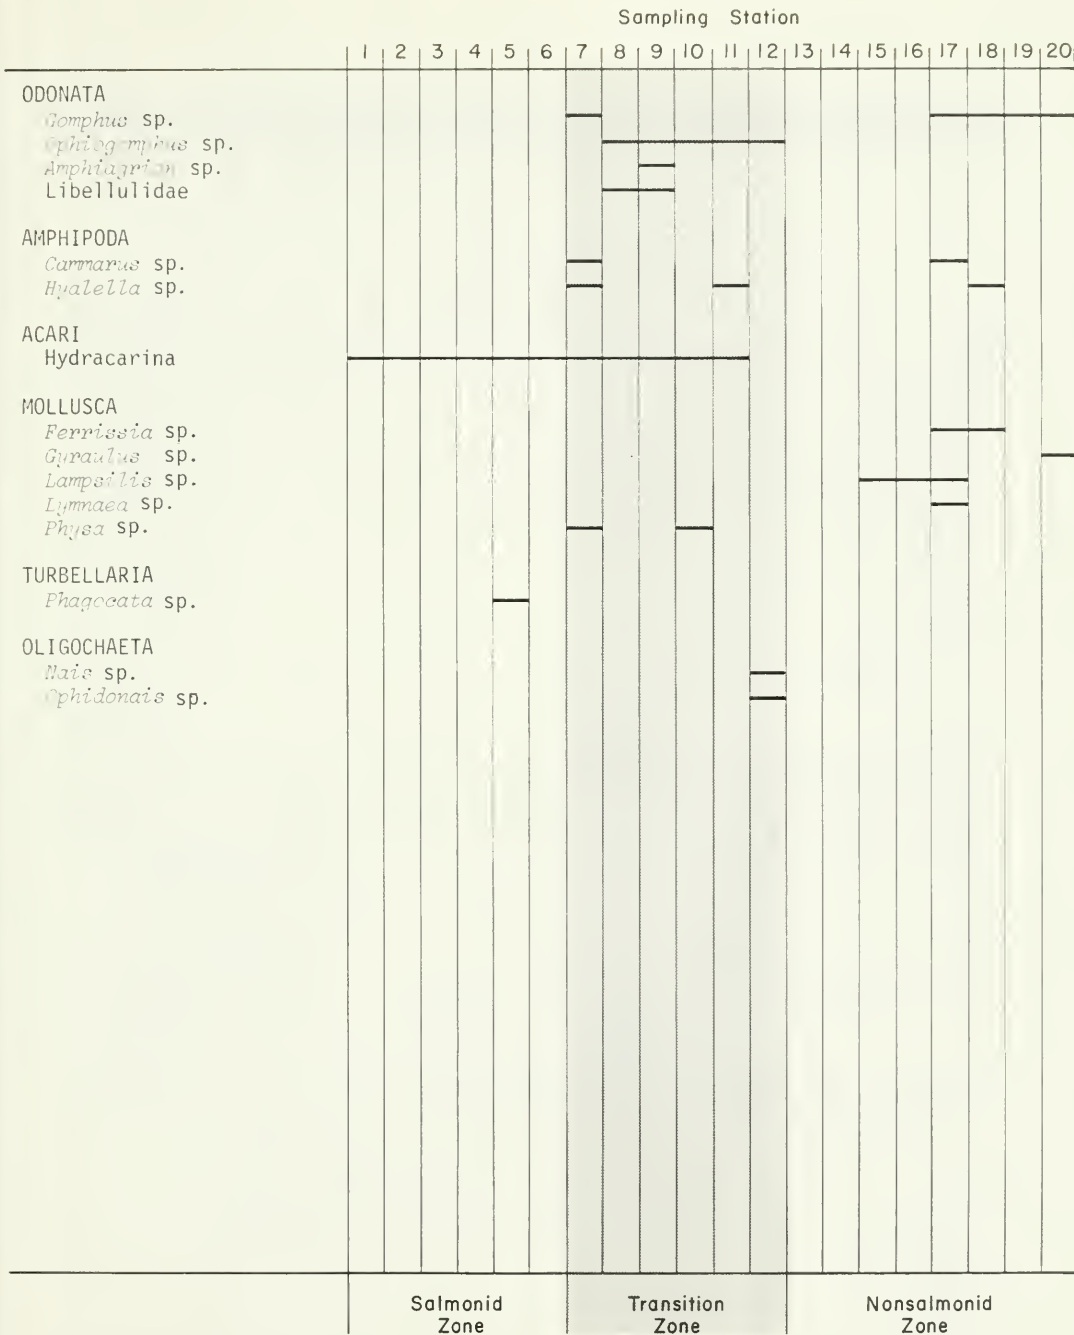 Sampling Station
1 2 3 4 5 6 7 8 9 10 11 12 13 14 15 16 17 18 19 20
ODONATA
Gomphus sp.
Ophiogomphus sp.
Amphiagrion sp.
Libellulidae
AMPHIPODA
Gammarus sp.
Hyalella sp.
ACARI
Hydracarina
MOLLUSCA
Ferrissia sp.
Gyraulus sp.
Lampsilis sp.
Lymnaea sp.
Physa sp.
TURBELLARIA
Phagocata sp.
OLIGOCHAETA
Nais sp.
Ophidonais sp.
Salmonid Transition Nonsalmonid
Zone Zone Zone